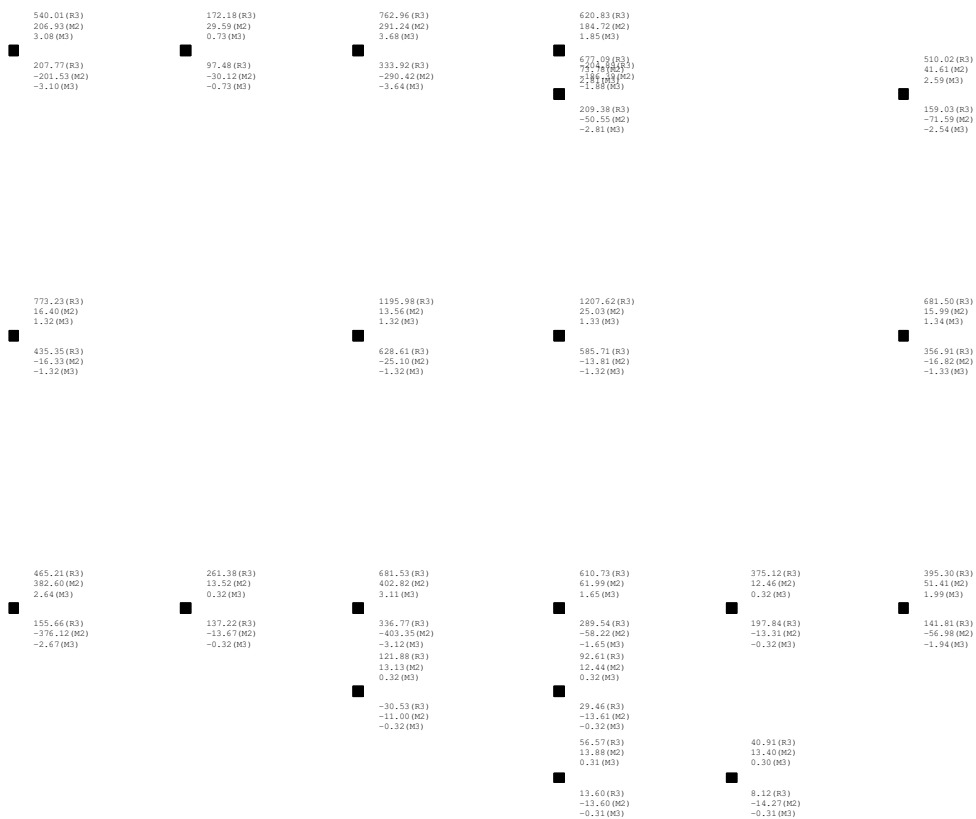 540.01(R3)
206.93(M2)
3.08(M3)
207.77(R3)
-201.53(M2)
-3.10(M3)
172.18(R3)
29.59(M2)
0.73(M3)
97.48(R3)
-30.12(M2)
-0.73(M3)
762.96(R3)
291.24(M2)
3.68(M3)
333.92(R3)
-290.42(M2)
-3.64(M3)
620.83(R3)
184.72(M2)
1.85(M3)
209.38(R3)
-50.55(M2)
-2.81(M3)
510.02(R3)
41.61(M2)
2.59(M3)
159.03(R3)
-71.59(M2)
-2.54(M3)
773.23(R3)
16.40(M2)
1.32(M3)
435.35(R3)
-16.33(M2)
-1.32(M3)
1195.98(R3)
13.56(M2)
1.32(M3)
628.61(R3)
-25.10(M2)
-1.32(M3)
1207.62(R3)
25.03(M2)
1.33(M3)
585.71(R3)
-13.81(M2)
-1.32(M3)
681.50(R3)
15.99(M2)
1.34(M3)
356.91(R3)
-16.82(M2)
-1.33(M3)
465.21(R3)
382.60(M2)
2.64(M3)
155.66(R3)
-376.12(M2)
-2.67(M3)
261.38(R3)
13.52(M2)
0.32(M3)
137.22(R3)
-13.67(M2)
-0.32(M3)
681.53(R3)
402.82(M2)
3.11(M3)
336.77(R3)
-403.35(M2)
-3.12(M3)
610.73(R3)
61.99(M2)
1.65(M3)
289.54(R3)
-58.22(M2)
-1.65(M3)
375.12(R3)
12.46(M2)
0.32(M3)
197.84(R3)
-13.31(M2)
-0.32(M3)
395.30(R3)
51.41(M2)
1.99(M3)
141.81(R3)
-56.98(M2)
-1.94(M3)
121.88(R3)
13.13(M2)
0.32(M3)
-30.53(R3)
-11.00(M2)
-0.32(M3)
92.61(R3)
12.44(M2)
0.32(M3)
29.46(R3)
-13.61(M2)
-0.32(M3)
56.57(R3)
13.88(M2)
0.31(M3)
13.60(R3)
-13.60(M2)
-0.31(M3)
40.91(R3)
13.40(M2)
0.30(M3)
8.12(R3)
-14.27(M2)
-0.31(M3)